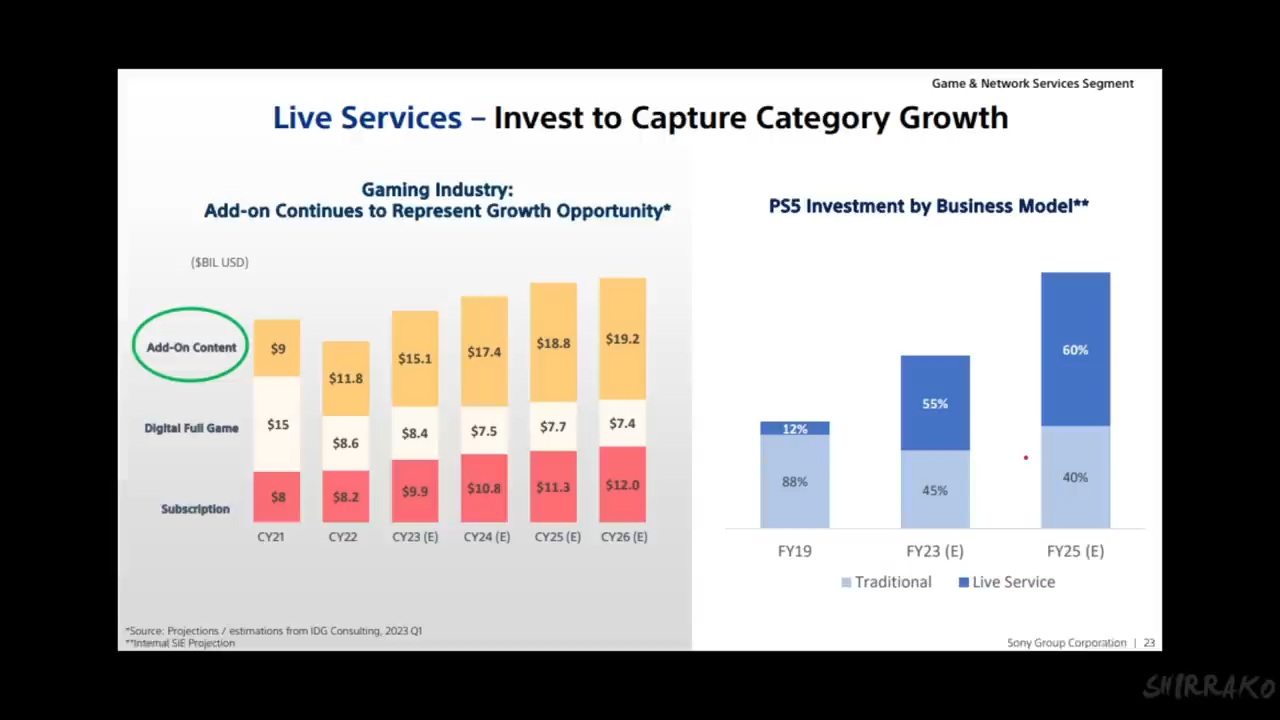 Game & Network Services Segment
Live Services – Invest to Capture Category Growth
Gaming Industry:
Add-on Continues to Represent Growth Opportunity*
($BIL USD)
Add-On Content
Digital Full Game
Subscription
$9
$15
$8
$11.8
$8.6
$8.2
$15.1
$8.4
$9.9
$17.4
$7.5
$10.8
$18.8
$7.7
$11.3
$19.2
$7.4
$12.0
CY21 CY22 CY23 (E) CY24 (E) CY25 (E) CY26 (E)
*Source: Projections / estimations from IDG Consulting, 2023 Q1
**Internal SIE Projection
PS5 Investment by Business Model**
12%
88%
55%
45%
60%
40%
FY19 FY23 (E) FY25 (E)
Traditional Live Service
Sony Group Corporation | 23
SHIRRAKO